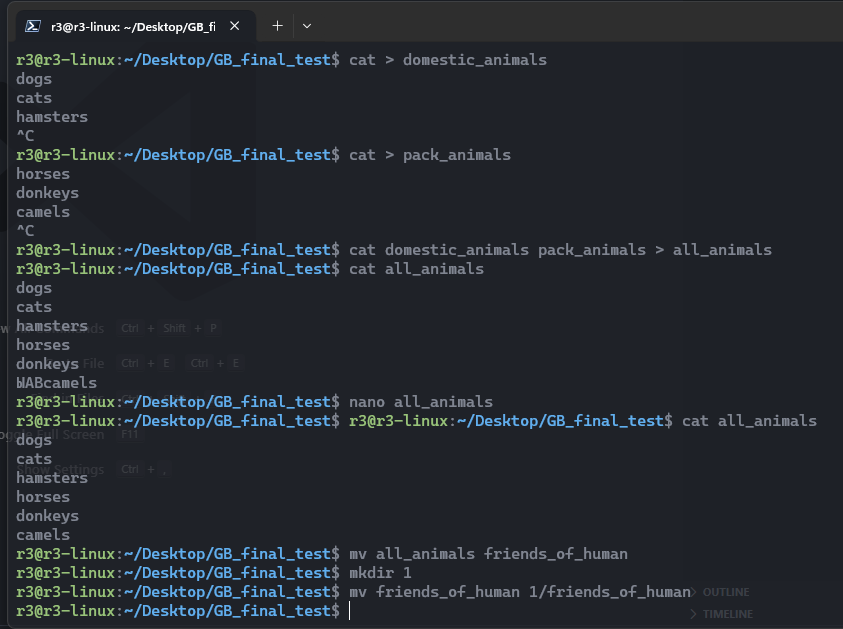 r3@r3-linux: ~/Desktop/GB_fi
r3@r3-linux:~/Desktop/GB_final_test$ cat > domestic_animals
dogs
cats
hamsters
^C
r3@r3-linux:~/Desktop/GB_final_test$ cat > pack_animals
horses
donkeys
camels
^C
r3@r3-linux:~/Desktop/GB_final_test$ cat domestic_animals pack_animals > all_animals
r3@r3-linux:~/Desktop/GB_final_test$ cat all_animals
dogs
cats
hamsters
Ctrl + Shift + P
horses
donkeys File Ctrl + E Ctrl + E
camels
r3@r3-linux:~/Desktop/GB_final_test$ nano all_animals
r3@r3-linux:~/Desktop/GB_final_test$ r3@r3-linux:~/Desktop/GB_final_test$ cat all_animals
dogs Full Screen F11
cats
Show Settings Ctrl + ,
hamsters
horses
donkeys
camels
r3@r3-linux:~/Desktop/GB_final_test$ mv all_animals friends_of_human
r3@r3-linux:~/Desktop/GB_final_test$ mkdir 1
r3@r3-linux:~/Desktop/GB_final_test$ mv friends_of_human 1/friends_of_human
OUTLINE
r3@r3-linux:~/Desktop/GB_final_test$
TIMELINE